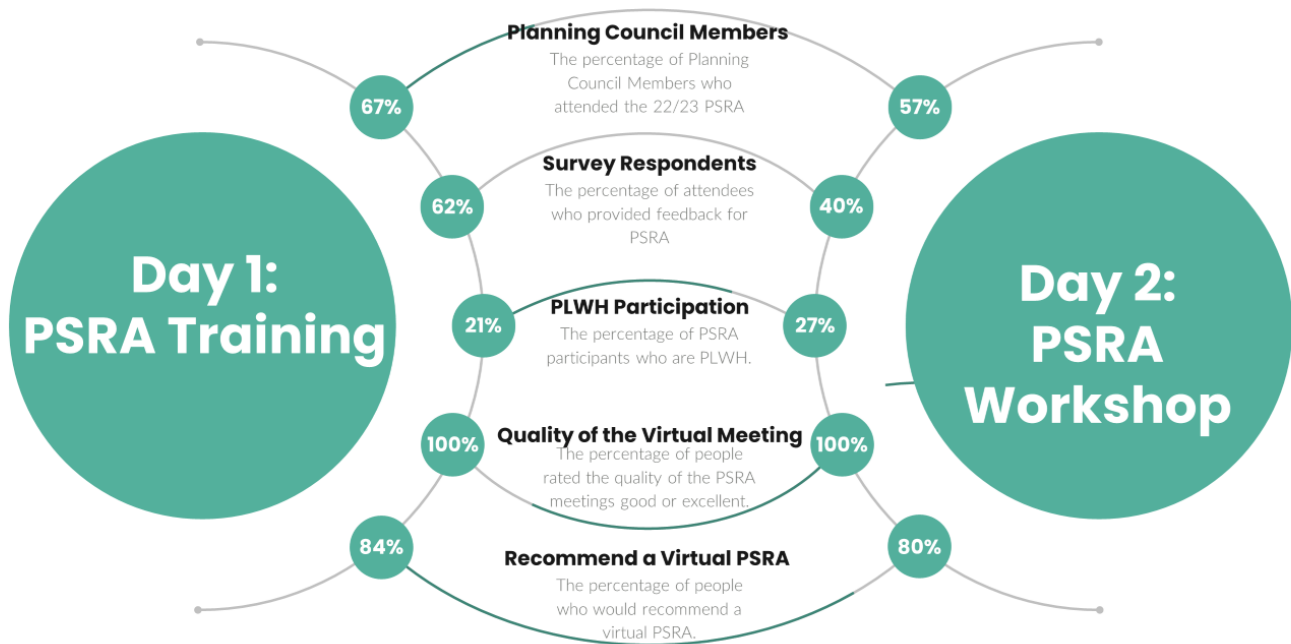 Planning Council Members
The percentage of Planning
Council Members who
attended the 22/23 PSRA
67%
57%
Survey Respondents
The percentage of attendees
who provided feedback for
PSRA
62%
40%
Day 1:
PSRA Training
PLWH Participation
The percentage of PSRA
participants who are PLWH.
21%
27%
Day 2:
PSRA
Workshop
Quality of the Virtual Meeting
The percentage of people
rated the quality of the PSRA
meetings good or excellent.
100%
100%
Recommend a Virtual PSRA
The percentage of people
who would recommend a
virtual PSRA.
84%
80%